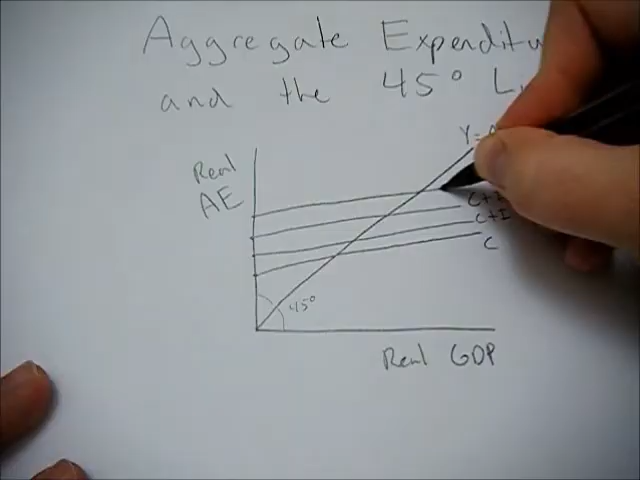 Aggregate Expenditu
and the 45° L
Y =
Real
AE
C+I
C+I
C
45°
Real GDP